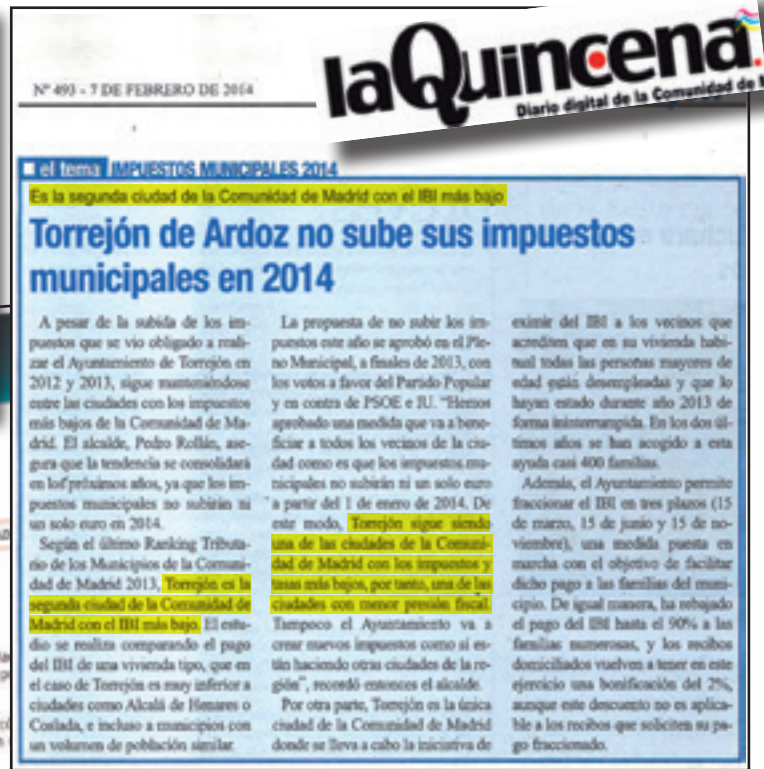 Nº 493 - 7 DE FEBRERO DE 2014
laQuincena.
Diario digital de la Comunidad de M
el tema IMPUESTOS MUNICIPALES 2014
Es la segunda ciudad de la Comunidad de Madrid con el IBI más bajo
Torrejón de Ardoz no sube sus impuestos
municipales en 2014
A pesar de la subida de los im-
puestos que se vio obligado a reali-
zar el Ayuntamiento de Torrejón en
2012 y 2013, sigue manteniéndose
entre las ciudades con los impuestos
más bajos de la Comunidad de Ma-
drid. El alcalde, Pedro Rollán, ase-
gura que la tendencia se consolidará
en los próximos años, ya que los im-
puestos municipales no subirán ni
un solo euro en 2014.
Según el último Ranking Tributa-
rio de los Municipios de la Comuni-
dad de Madrid 2013, Torrejón es la
segunda ciudad de la Comunidad de
Madrid con el IBI más bajo. El estu-
dio se realiza comparando el pago
del IBI de una vivienda tipo, que en
el caso de Torrejón es muy inferior a
ciudades como Alcalá de Henares o
Coslada, e incluso a municipios con
un volumen de población similar.
La propuesta de no subir los im-
puestos este año se aprobó en el Ple-
no Municipal, a finales de 2013, con
los votos a favor del Partido Popular
y en contra de PSOE e IU. "Hemos
aprobado una medida que va a bene-
ficiar a todos los vecinos de la ciu-
dad como es que los impuestos mu-
nicipales no subirán ni un solo euro
a partir del 1 de enero de 2014. De
este modo, Torrejón sigue siendo
una de las ciudades de la Comuni-
dad de Madrid con los impuestos y
tasas más bajos, por tanto, una de las
ciudades con menor presión fiscal.
Tampoco el Ayuntamiento va a
crear nuevos impuestos como sí es-
tán haciendo otras ciudades de la re-
gión", recordó entonces el alcalde.
Por otra parte, Torrejón es la única
ciudad de la Comunidad de Madrid
donde se lleva a cabo la iniciativa de
eximir del IBI a los vecinos que
acrediten que en su vivienda habi-
tual todas las personas mayores de
edad están desempleadas y que lo
hayan estado durante año 2013 de
forma ininterrumpida. En los dos úl-
timos años se han acogido a esta
ayuda casi 400 familias.
Además, el Ayuntamiento permite
fraccionar el IBI en tres plazos (15
de marzo, 15 de junio y 15 de no-
viembre), una medida puesta en
marcha con el objetivo de facilitar
dicho pago a las familias del muni-
cipio. De igual manera, ha rebajado
el pago del IBI hasta el 90% a las
familias numerosas, y los recibos
domiciliados vuelven a tener en este
ejercicio una bonificación del 2%,
aunque este descuento no es aplica-
ble a los recibos que soliciten su pa-
go fraccionado.